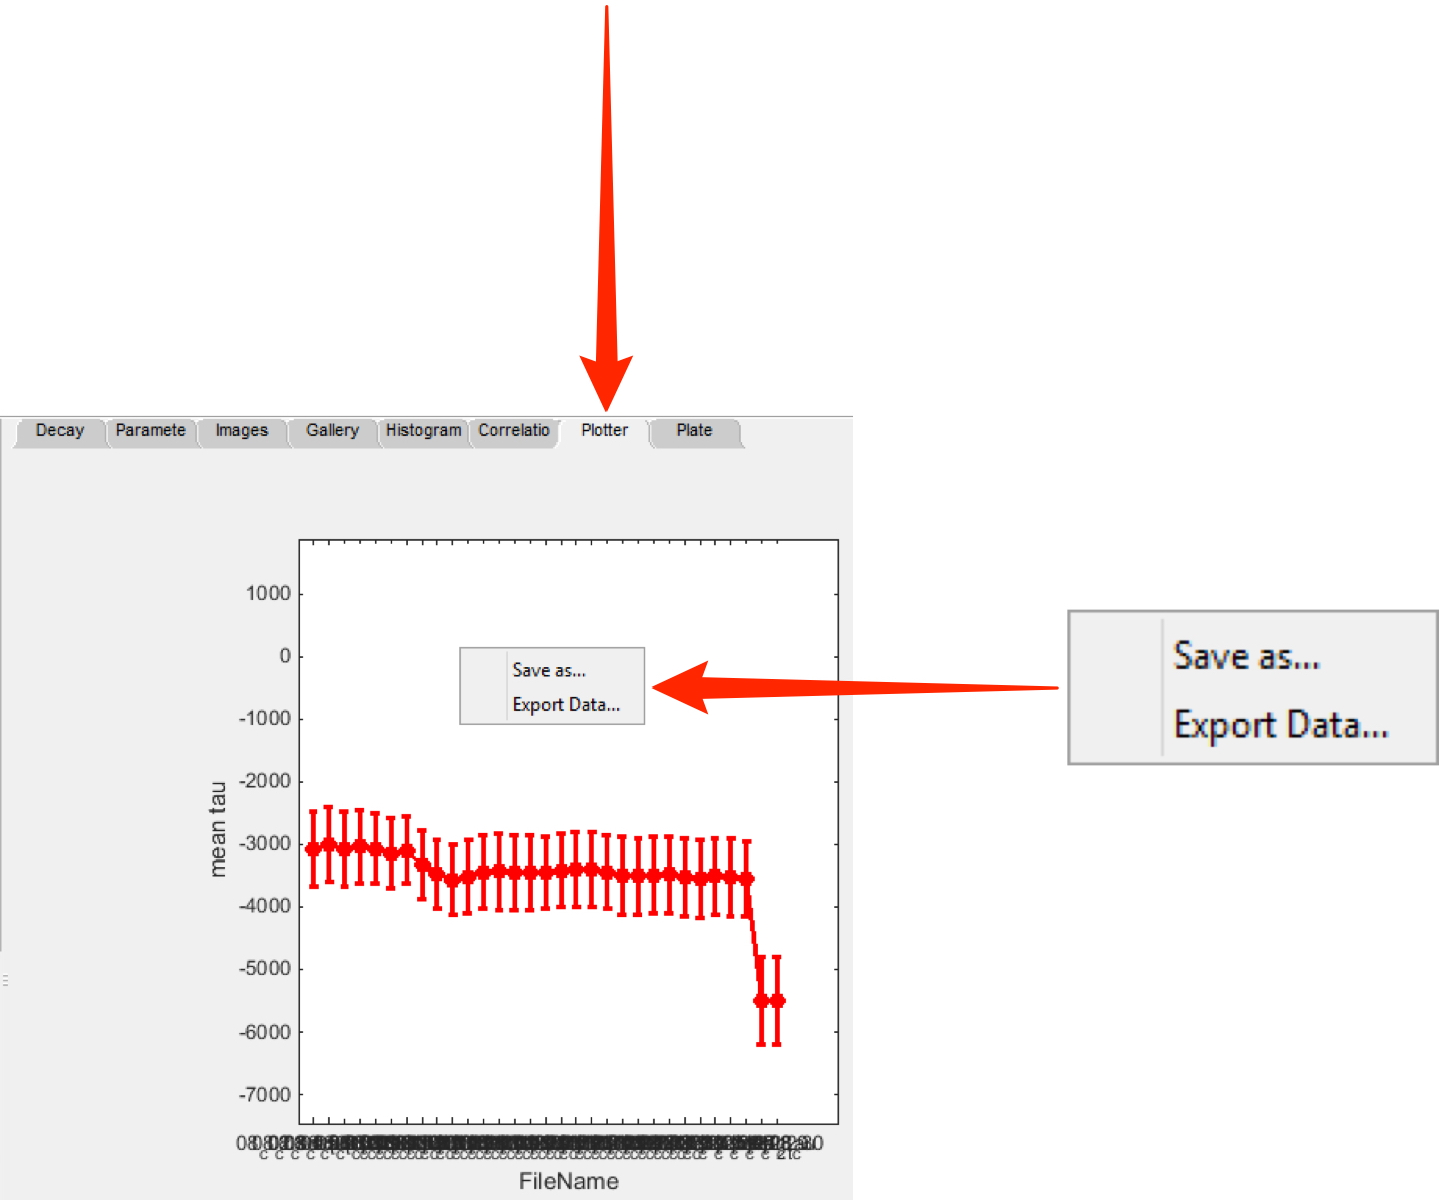 Decay Paramete Images Gallery Histogram Correlatio Plotter Plate
1000
0
-1000
-2000
-3000
-4000
-5000
-6000
-7000
mean tau
Save as...
Export Data...
Save as...
Export Data...
FileName